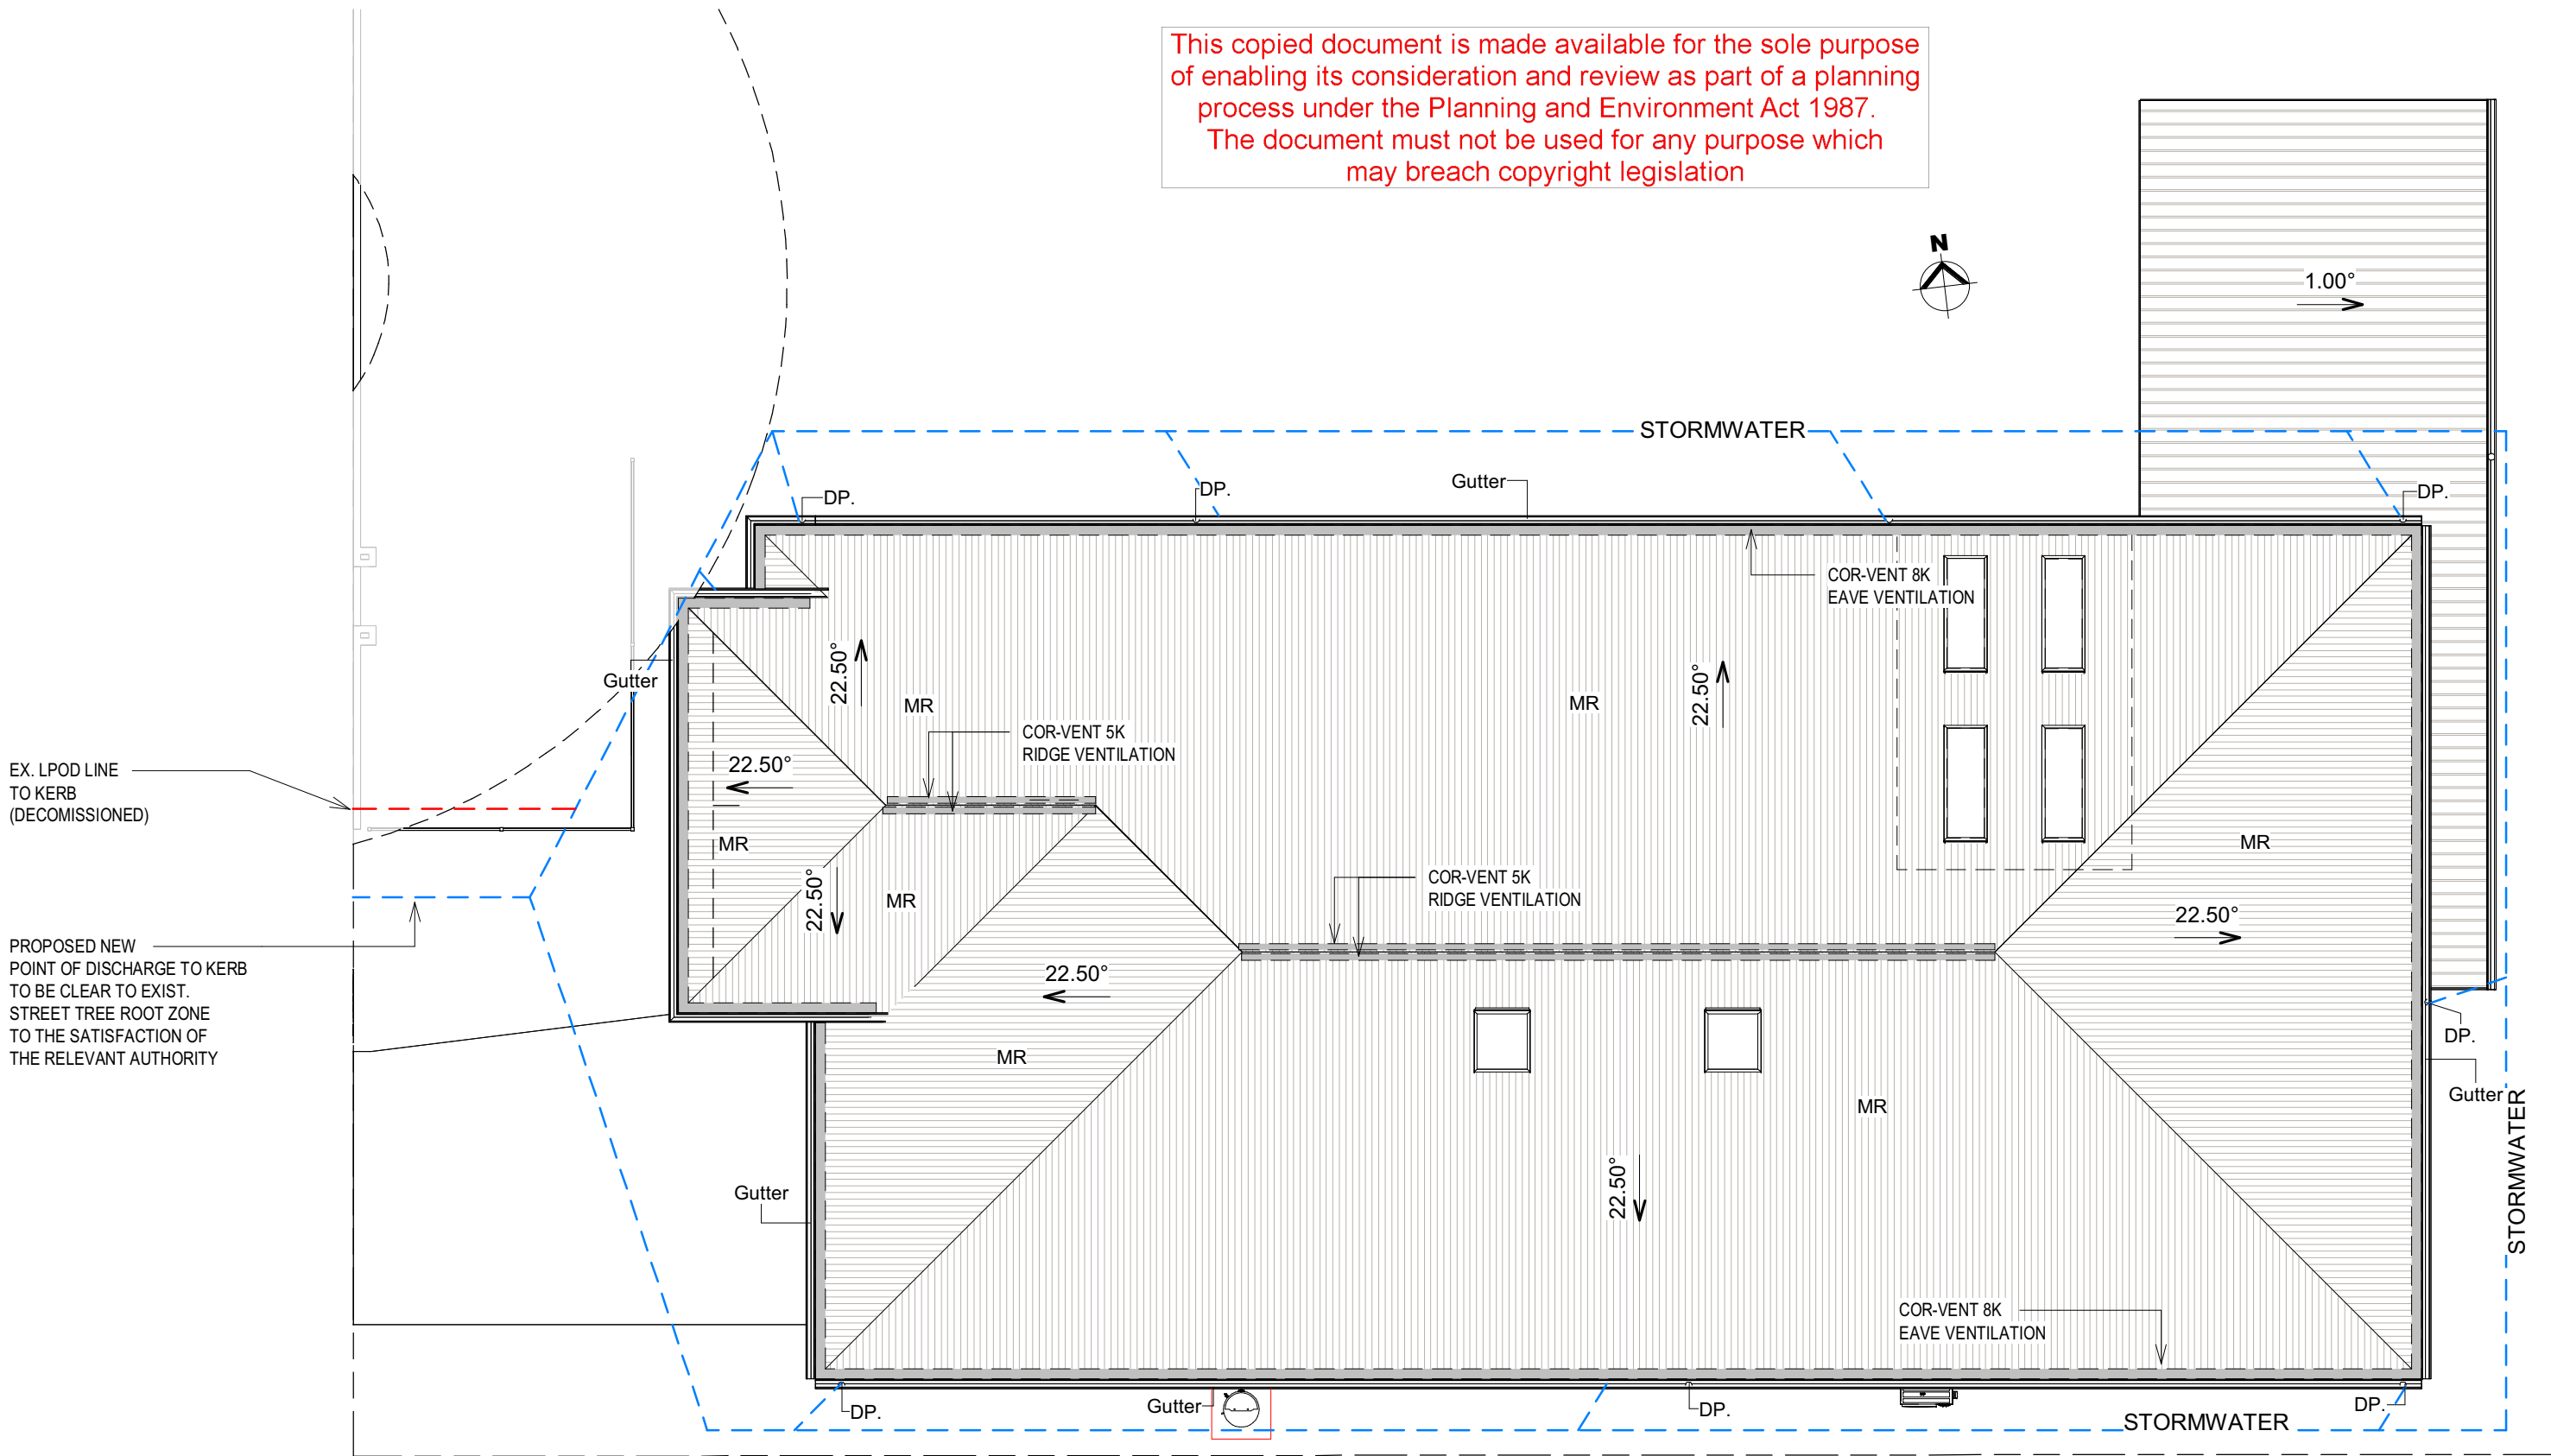 This copied document is made available for the sole purpose
of enabling its consideration and review as part of a planning
process under the Planning and Environment Act 1987.
The document must not be used for any purpose which
may breach copyright legislation
N
1.00°
STORMWATER
Gutter
DP.
DP.
DP.
COR-VENT 8K
EAVE VENTILATION
22.50°
22.50°
Gutter
MR
MR
COR-VENT 5K
RIDGE VENTILATION
22.50°
EX. LPOD LINE
TO KERB
(DECOMISSIONED)
MR
MR
22.50°
MR
COR-VENT 5K
RIDGE VENTILATION
22.50°
PROPOSED NEW
POINT OF DISCHARGE TO KERB
TO BE CLEAR TO EXIST.
STREET TREE ROOT ZONE
TO THE SATISFACTION OF
THE RELEVANT AUTHORITY
22.50°
DP.
MR
Gutter
MR
STORMWATER
Gutter
22.50°
COR-VENT 8K
EAVE VENTILATION
DP.
Gutter
DP.
DP.
STORMWATER